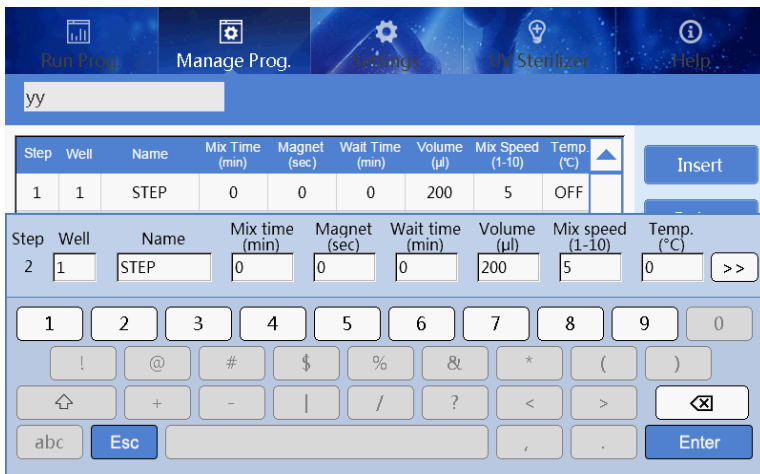 Run Prog. Manage Prog. Settings UV Sterilizer Help
yy
Step Well Name Mix Time (min) Magnet (sec) Wait Time (min) Volume (μl) Mix Speed (1-10) Temp. (℃)
Insert
1 1 STEP 0 0 0 200 5 OFF
Step Well Name Mix time (min) Magnet (sec) Wait time (min) Volume (μl) Mix speed (1-10) Temp. (°C)
2 1 STEP 0 0 0 200 5 0 >>
1 2 3 4 5 6 7 8 9 0
! @ # $ % & * ( )
+ - | / ? < >
abc Esc , . Enter